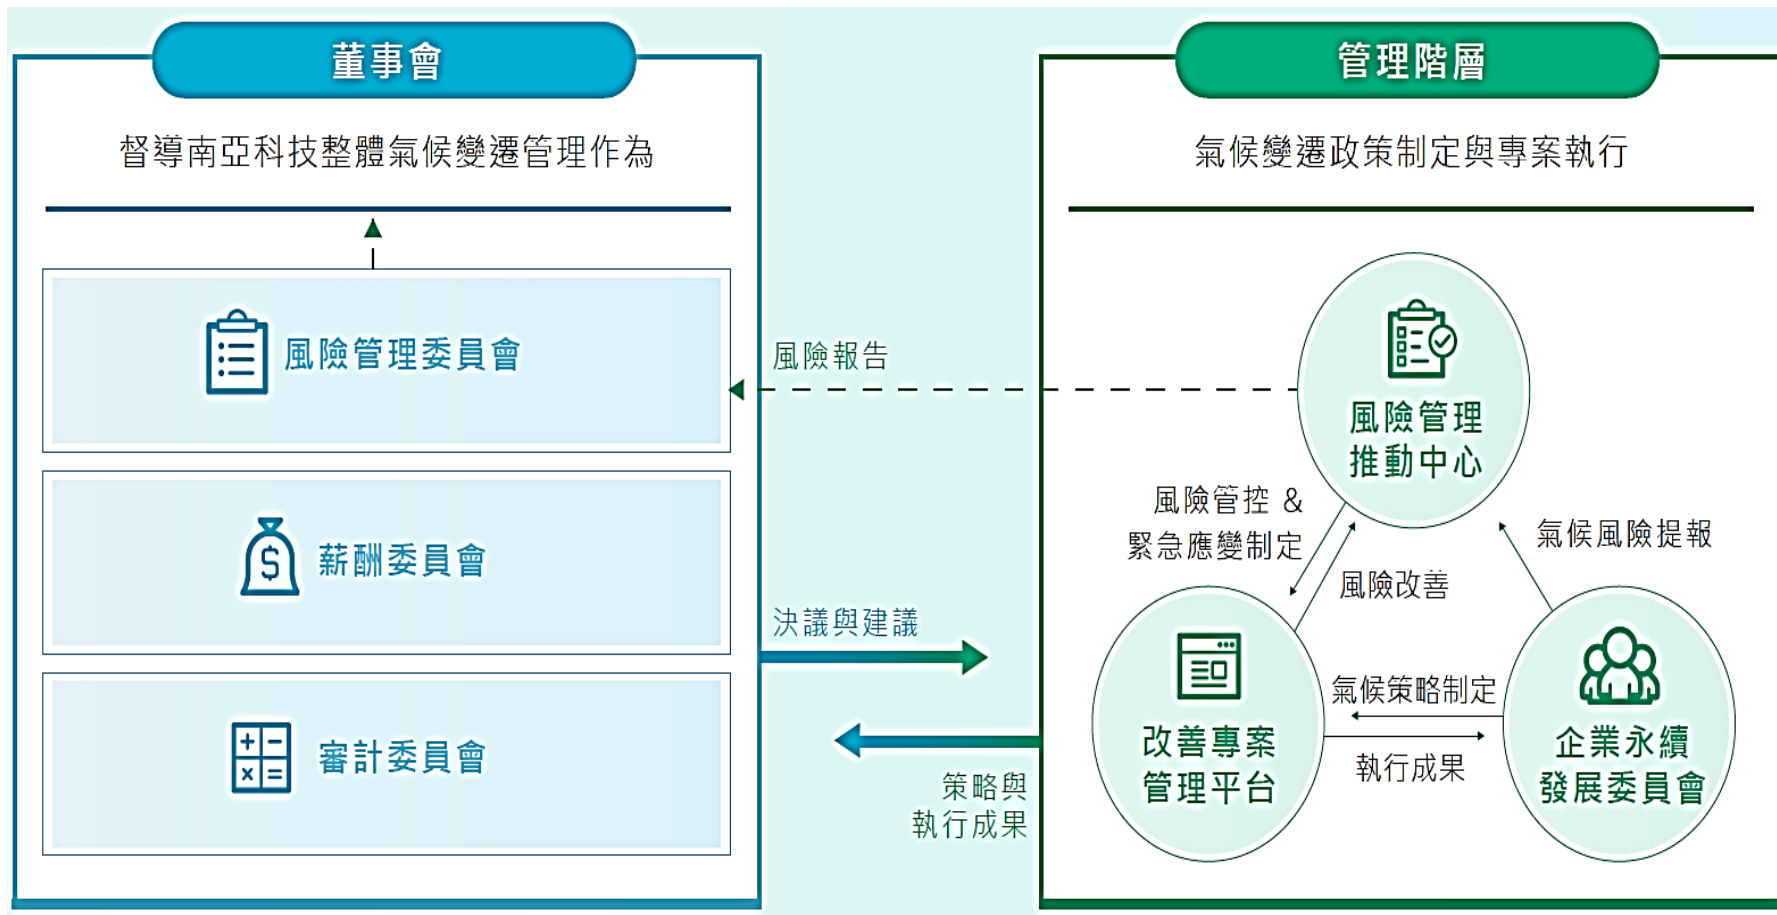 董事會
督導南亞科技整體氣候變遷管理作為
風險管理委員會
薪酬委員會
審計委員會
風險報告
決議與建議
策略與
執行成果
管理階層
氣候變遷政策制定與專案執行
風險管理
推動中心
風險管控 &
緊急應變制定
風險改善
氣候風險提報
改善專案
管理平台
氣候策略制定
執行成果
企業永續
發展委員會